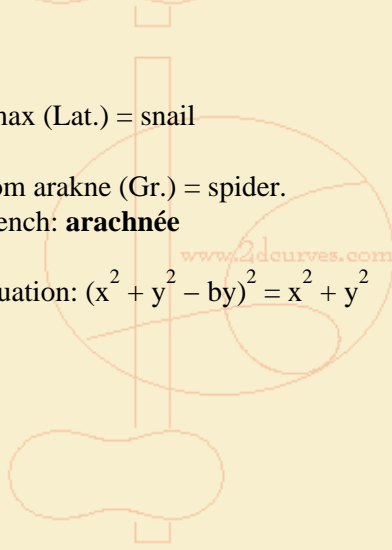 max (Lat.) = snail
om arakne (Gr.) = spider.
ench: arachnée
www.2dcurves.com
uation: (x² + y² – by)² = x² + y²